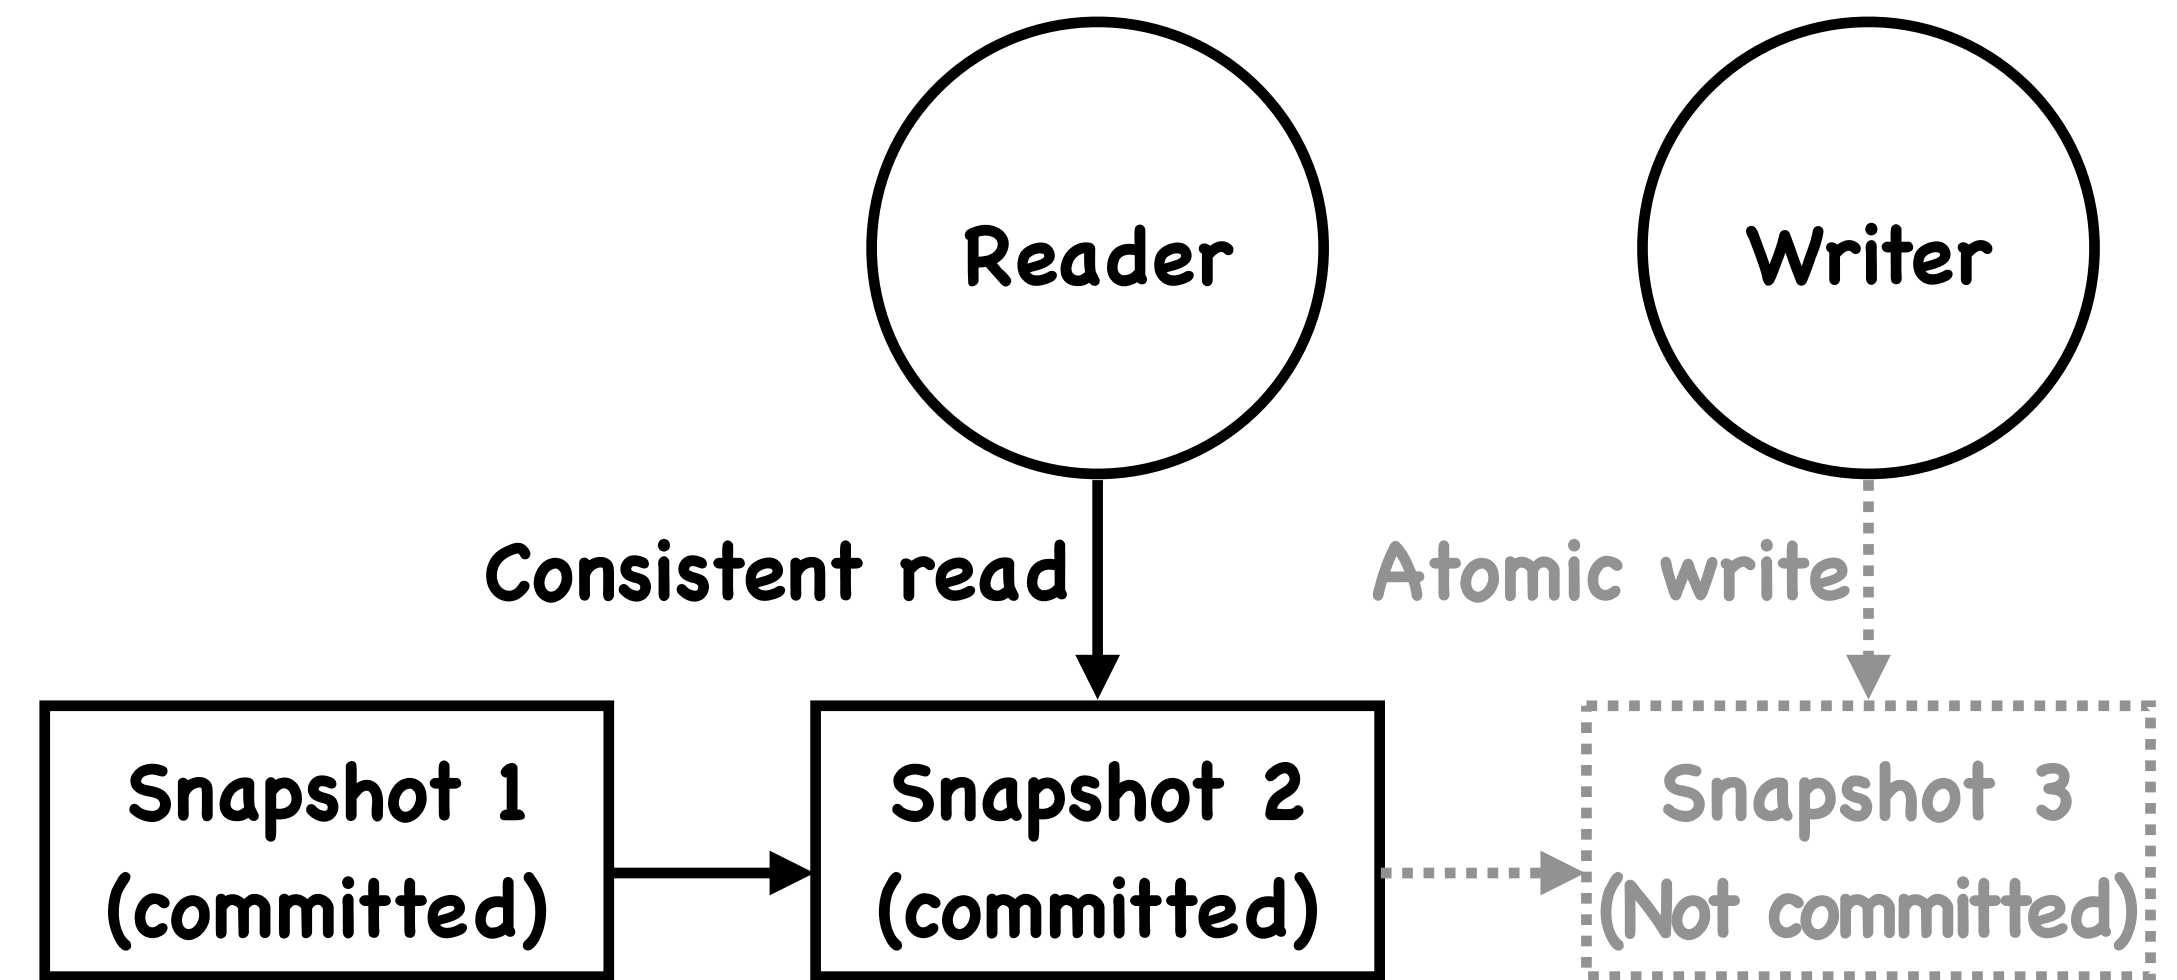 Reader
Writer
Consistent read
Atomic write
Snapshot 1
(committed)
Snapshot 2
(committed)
Snapshot 3
(Not committed)